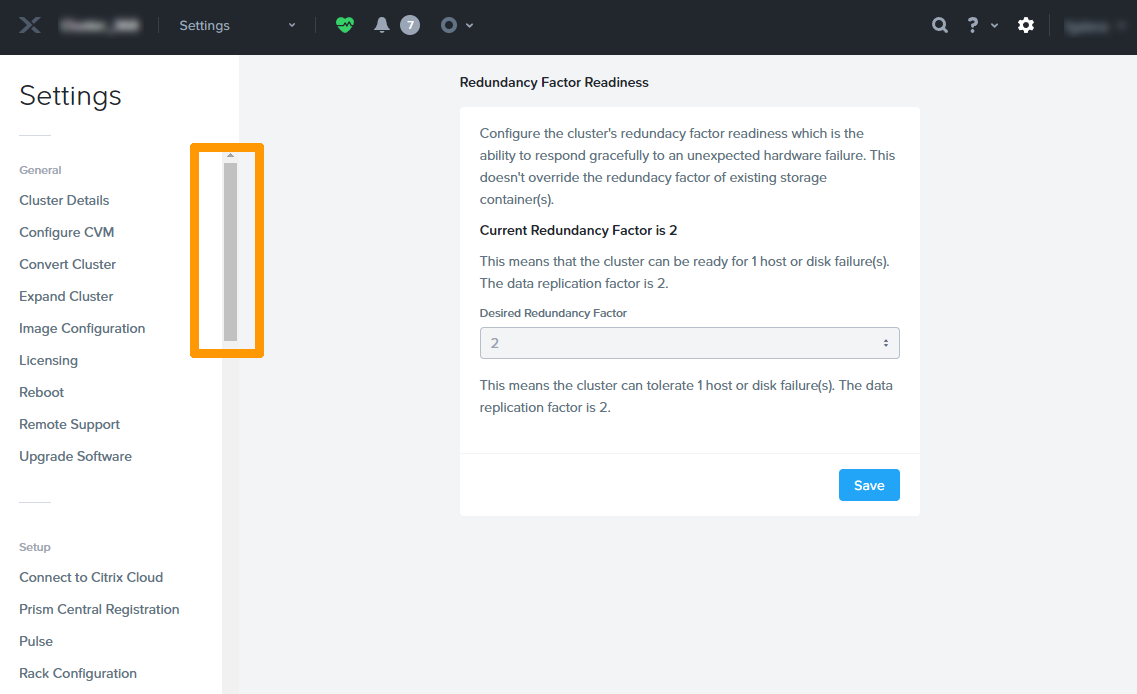 Settings
7
?
Settings
General
Cluster Details
Configure CVM
Convert Cluster
Expand Cluster
Image Configuration
Licensing
Reboot
Remote Support
Upgrade Software
Setup
Connect to Citrix Cloud
Prism Central Registration
Pulse
Rack Configuration
Redundancy Factor Readiness
Configure the cluster's redundacy factor readiness which is the
ability to respond gracefully to an unexpected hardware failure. This
doesn't override the redundacy factor of existing storage
container(s).
Current Redundancy Factor is 2
This means that the cluster can be ready for 1 host or disk failure(s).
The data replication factor is 2.
Desired Redundancy Factor
2
This means the cluster can tolerate 1 host or disk failure(s). The data
replication factor is 2.
Save